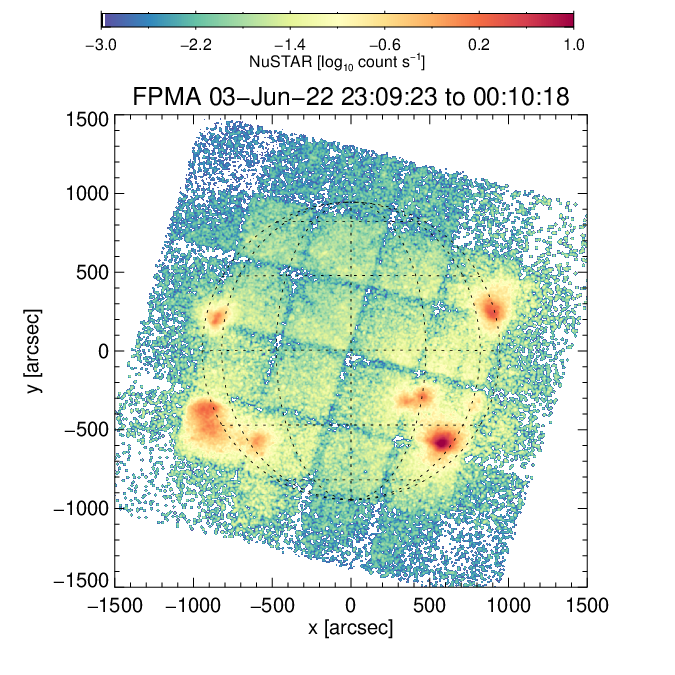 −3.0 −2.2 −1.4 −0.6 0.2 1.0
NuSTAR [log₁₀ count s⁻¹]
FPMA 03−Jun−22 23:09:23 to 00:10:18
1500
1000
500
0
−500
−1000
−1500
y [arcsec]
−1500 −1000 −500 0 500 1000 1500
x [arcsec]